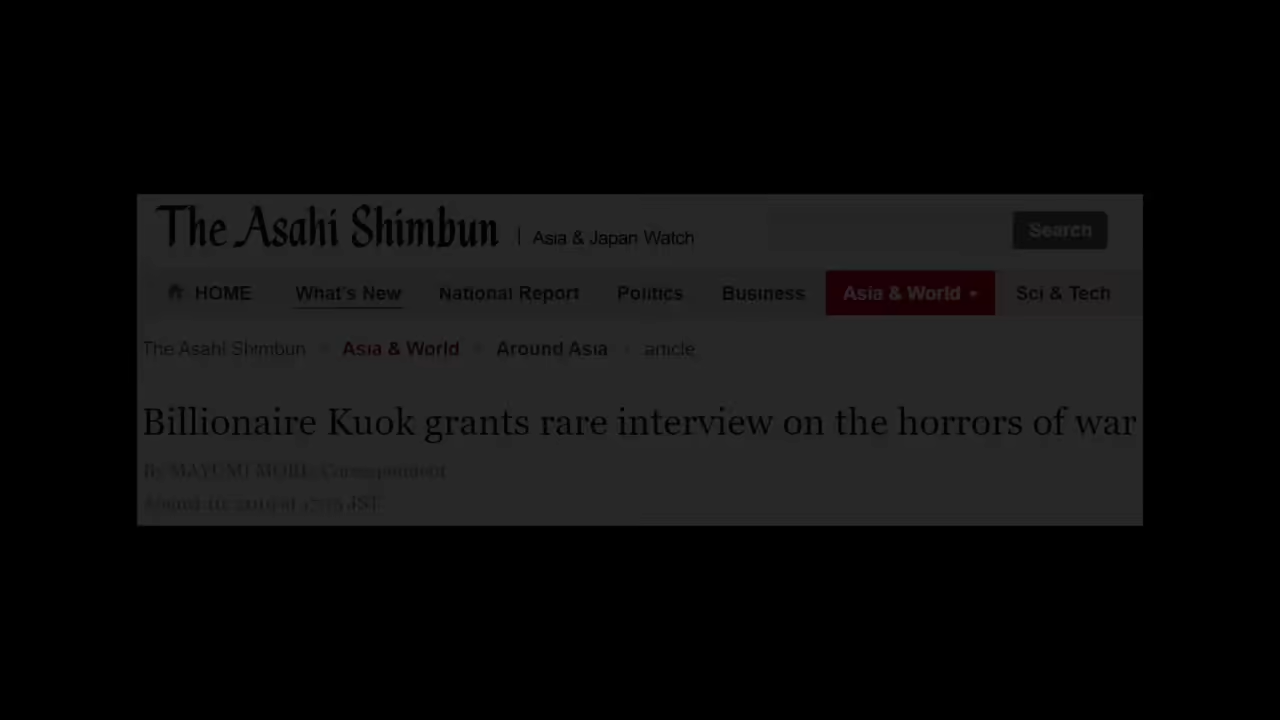 The Asahi Shimbun | Asia & Japan Watch
Search
HOME What's New National Report Politics Business Asia & World Sci & Tech
The Asahi Shimbun Asia & World Around Asia article
Billionaire Kuok grants rare interview on the horrors of war
By MAYUMI MORI/ Correspondent